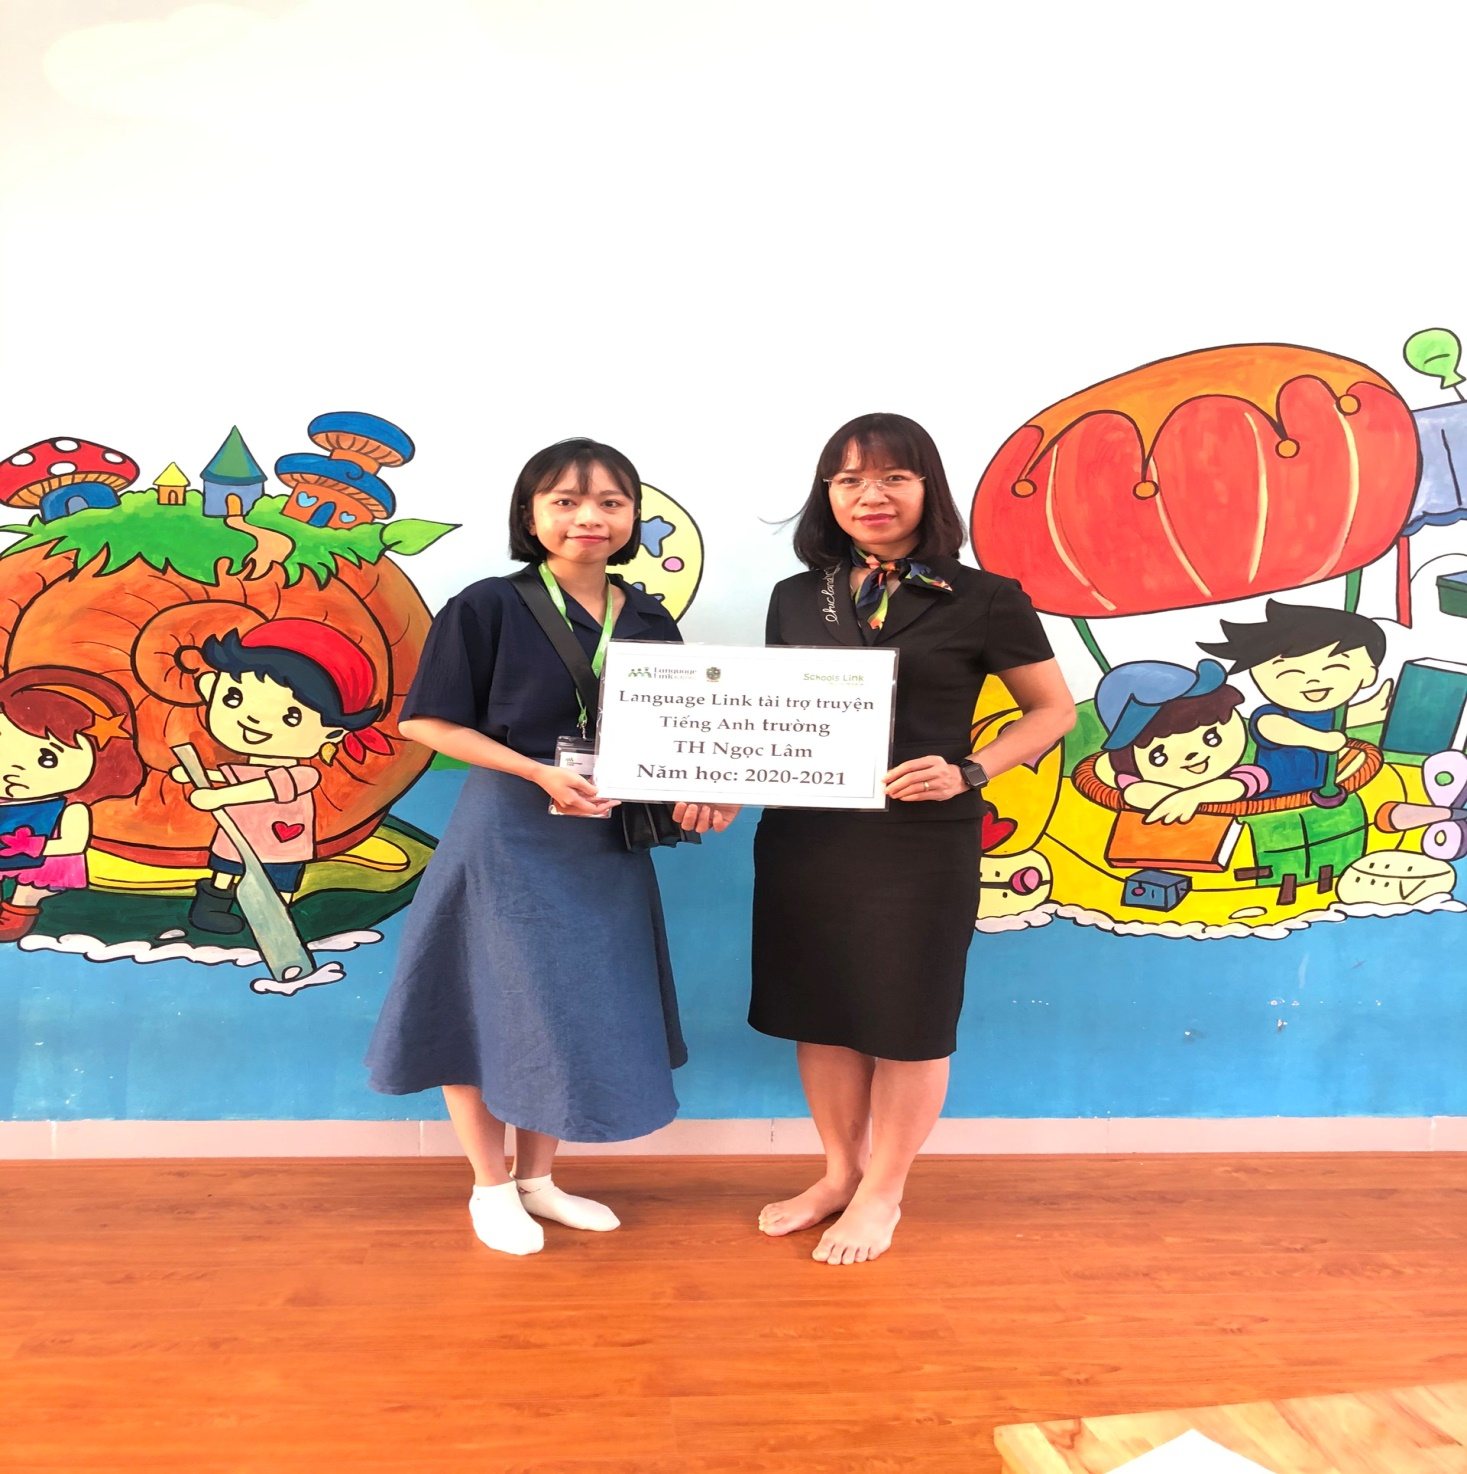 Language
Link
Schools Link
Language Link tài trợ truyện
Tiếng Anh trường
TH Ngọc Lâm
Năm học: 2020-2021